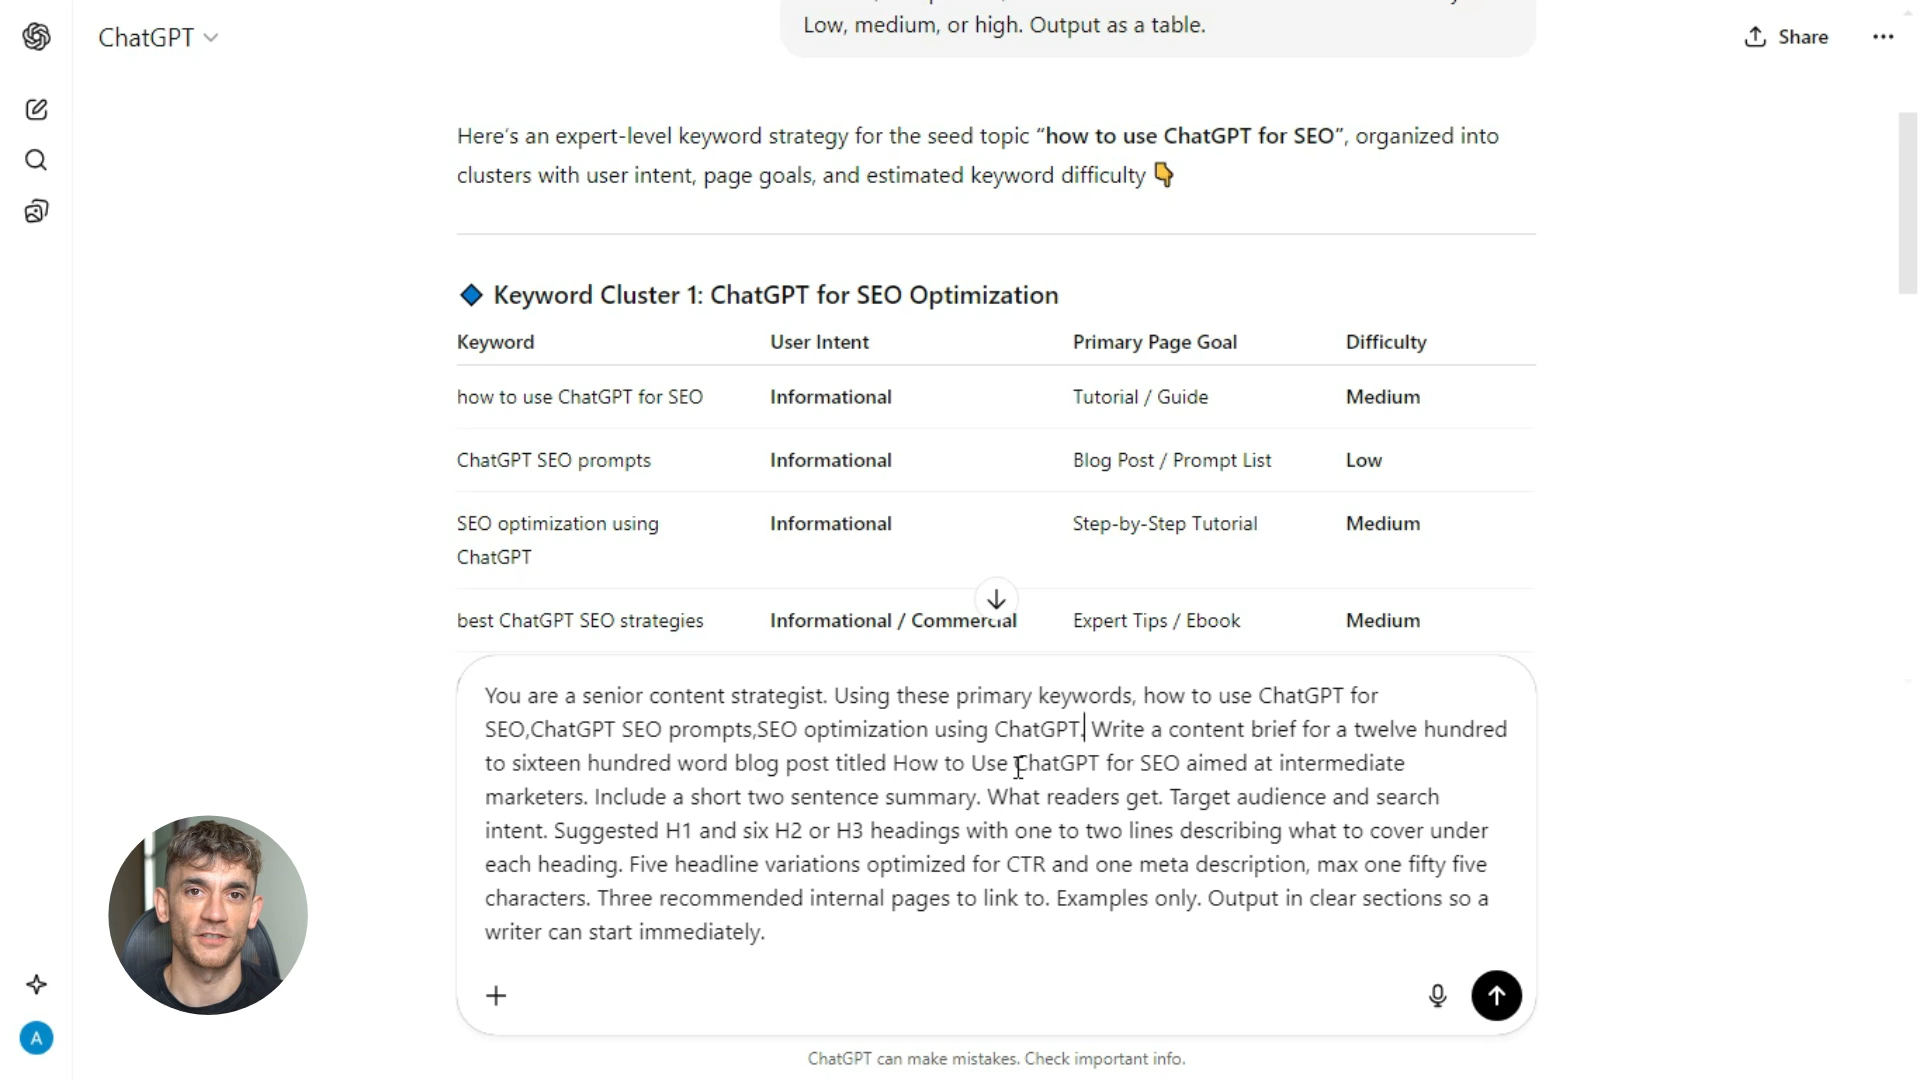 ChatGPT
Low, medium, or high. Output as a table.
Share
Here's an expert-level keyword strategy for the seed topic “how to use ChatGPT for SEO”, organized into
clusters with user intent, page goals, and estimated keyword difficulty
Keyword Cluster 1: ChatGPT for SEO Optimization
Keyword User Intent Primary Page Goal Difficulty
how to use ChatGPT for SEO Informational Tutorial / Guide Medium
ChatGPT SEO prompts Informational Blog Post / Prompt List Low
SEO optimization using Informational Step-by-Step Tutorial Medium
ChatGPT
best ChatGPT SEO strategies Informational / Commercial Expert Tips / Ebook Medium
You are a senior content strategist. Using these primary keywords, how to use ChatGPT for
SEO,ChatGPT SEO prompts,SEO optimization using ChatGPT. Write a content brief for a twelve hundred
to sixteen hundred word blog post titled How to Use ChatGPT for SEO aimed at intermediate
marketers. Include a short two sentence summary. What readers get. Target audience and search
intent. Suggested H1 and six H2 or H3 headings with one to two lines describing what to cover under
each heading. Five headline variations optimized for CTR and one meta description, max one fifty five
characters. Three recommended internal pages to link to. Examples only. Output in clear sections so a
writer can start immediately.
A
ChatGPT can make mistakes. Check important info.